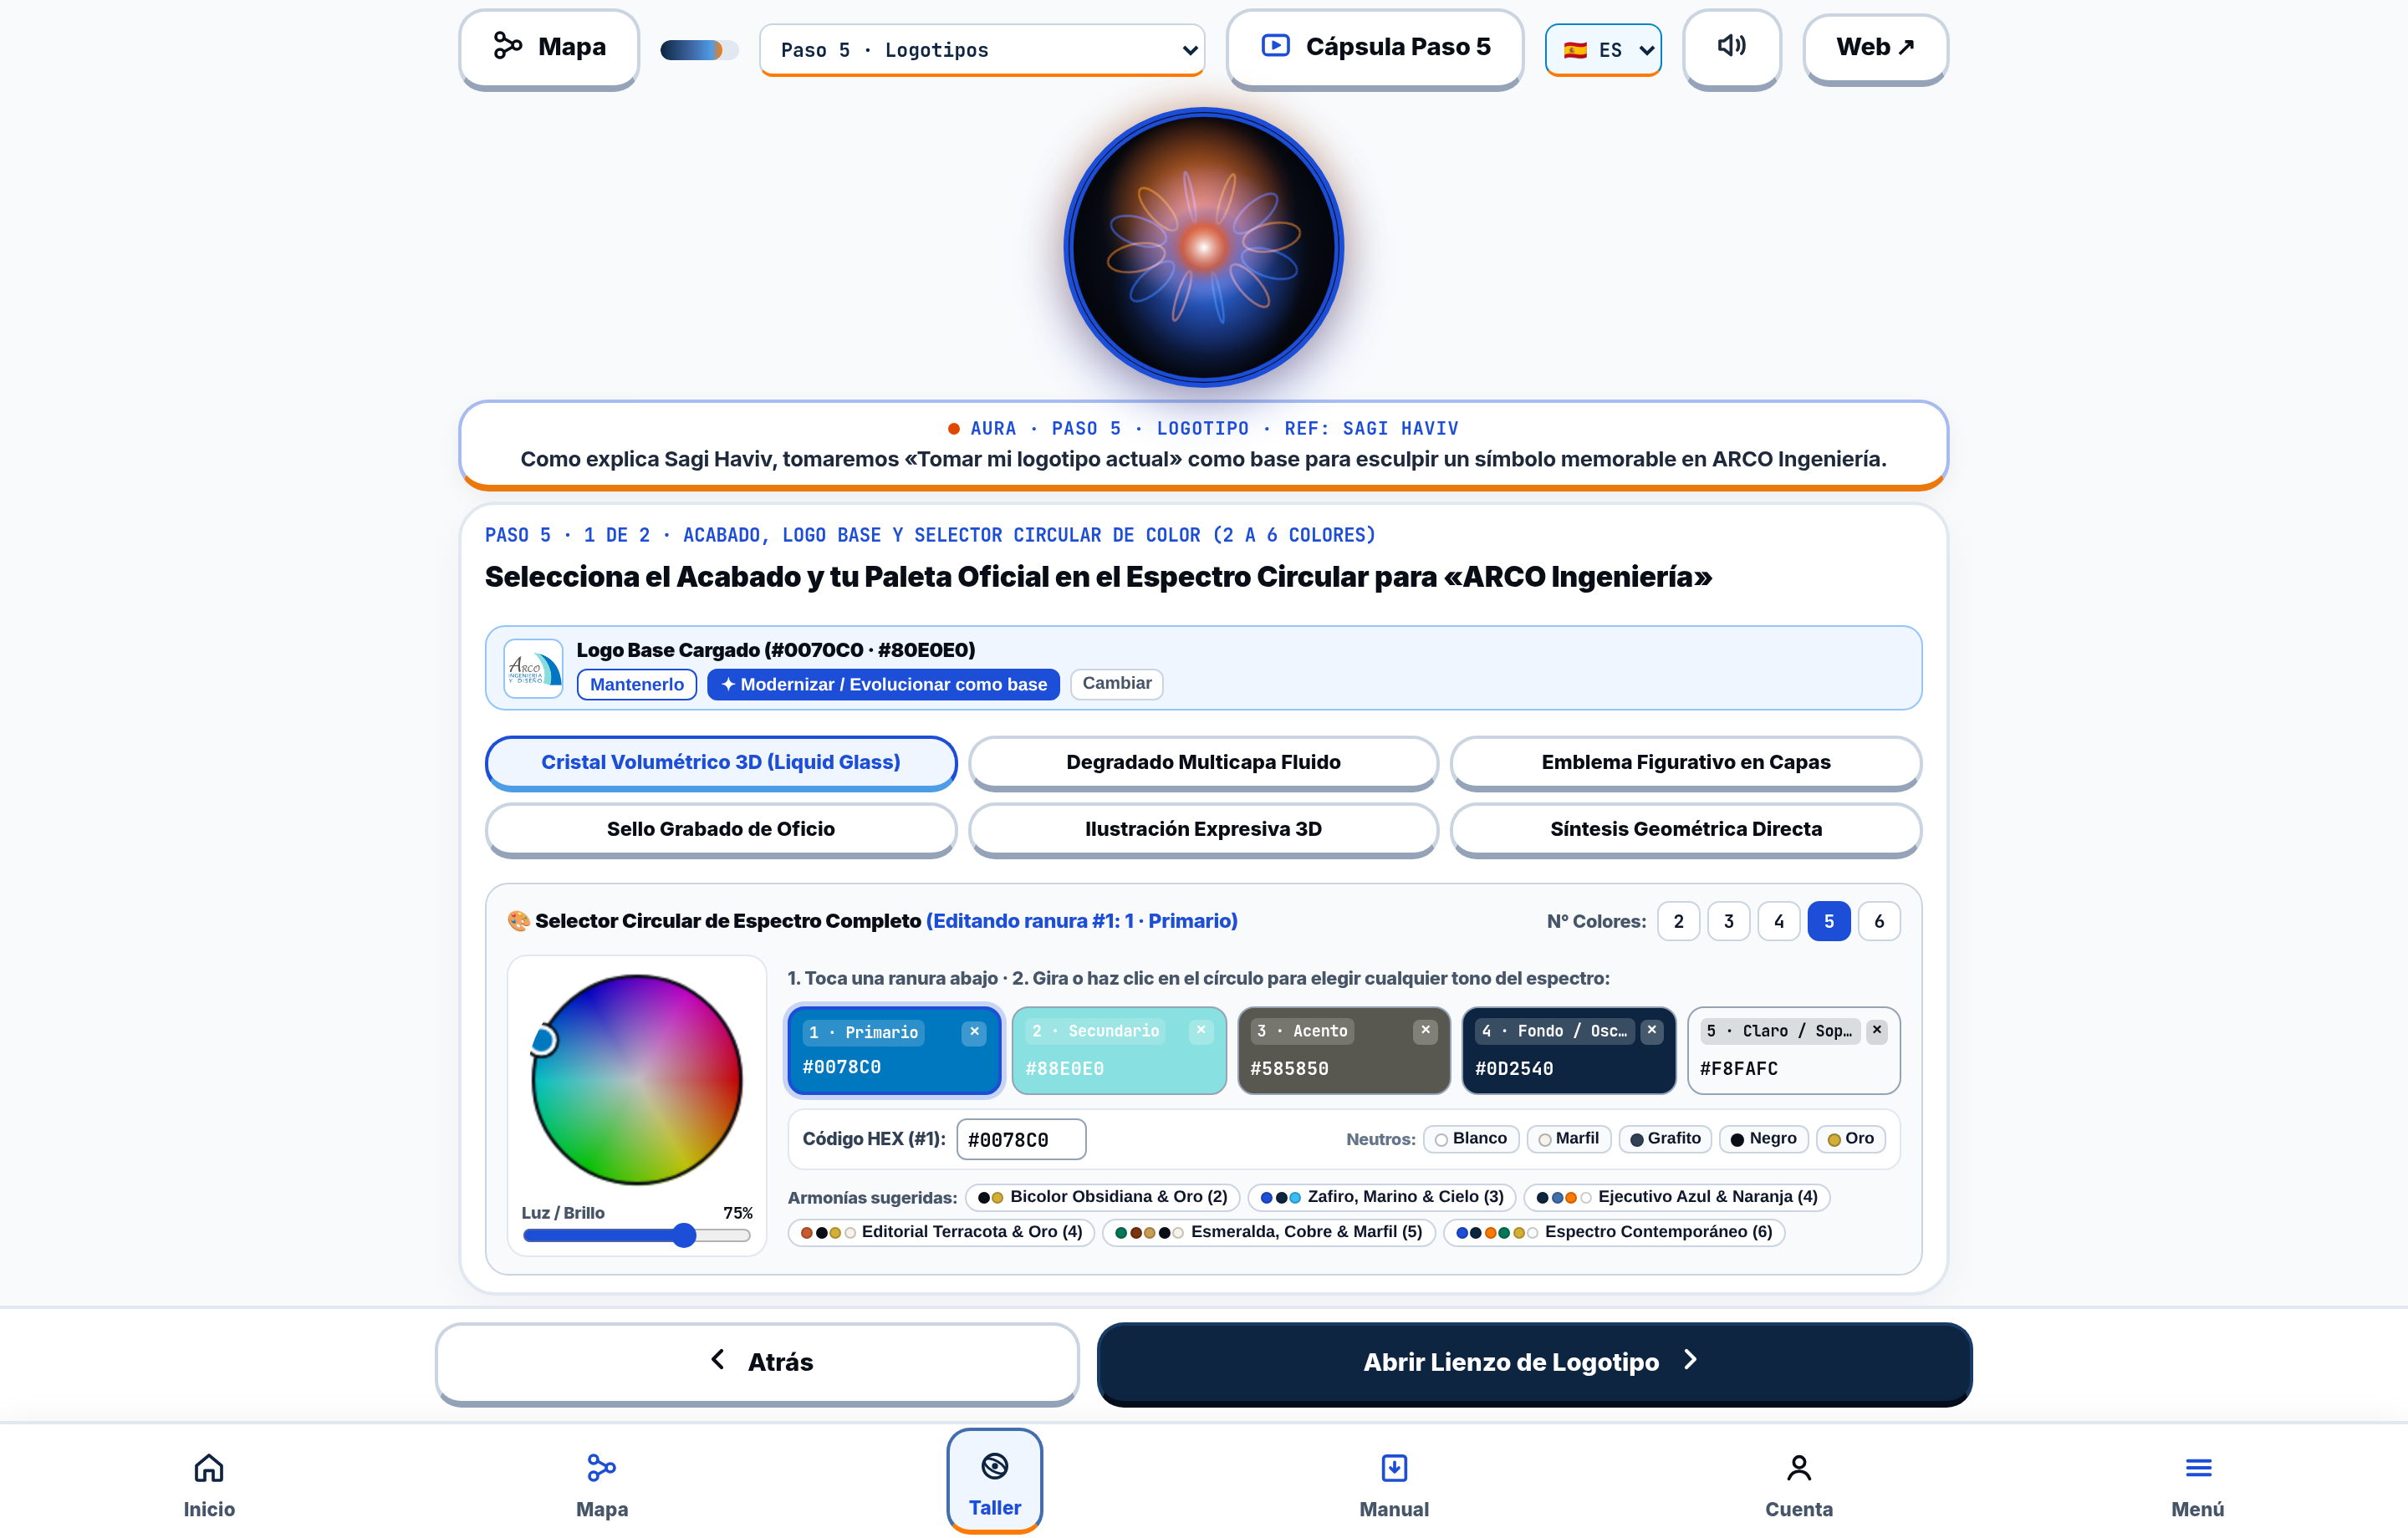 Mapa
Paso 5 · Logotipos
Cápsula Paso 5
🇪🇸 ES
Web ↗
AURA · PASO 5 · LOGOTIPO · REF: SAGI HAVIV
Como explica Sagi Haviv, tomaremos «Tomar mi logotipo actual» como base para esculpir un símbolo memorable en ARCO Ingeniería.
PASO 5 · 1 DE 2 · ACABADO, LOGO BASE Y SELECTOR CIRCULAR DE COLOR (2 A 6 COLORES)
Selecciona el Acabado y tu Paleta Oficial en el Espectro Circular para «ARCO Ingeniería»
ARCO
INGENIERIA
Y DISEÑO
Logo Base Cargado (#0070C0 · #80E0E0)
Mantenerlo
✦ Modernizar / Evolucionar como base
Cambiar
Cristal Volumétrico 3D (Liquid Glass)
Degradado Multicapa Fluido
Emblema Figurativo en Capas
Sello Grabado de Oficio
Ilustración Expresiva 3D
Síntesis Geométrica Directa
🎨 Selector Circular de Espectro Completo (Editando ranura #1: 1 · Primario)
Nº Colores: 2 3 4 5 6
1. Toca una ranura abajo · 2. Gira o haz clic en el círculo para elegir cualquier tono del espectro:
1 · Primario ×
#0078C0
2 · Secundario ×
#88E0E0
3 · Acento ×
#585850
4 · Fondo / Osc… ×
#0D2540
5 · Claro / Sop… ×
#F8FAFC
Código HEX (#1): #0078C0
Neutros: Blanco Marfil Grafito Negro Oro
Armonías sugeridas: Bicolor Obsidiana & Oro (2) Zafiro, Marino & Cielo (3) Ejecutivo Azul & Naranja (4)
Editorial Terracota & Oro (4) Esmeralda, Cobre & Marfil (5) Espectro Contemporáneo (6)
Luz / Brillo 75%
Atrás
Abrir Lienzo de Logotipo
Inicio
Mapa
Taller
Manual
Cuenta
Menú